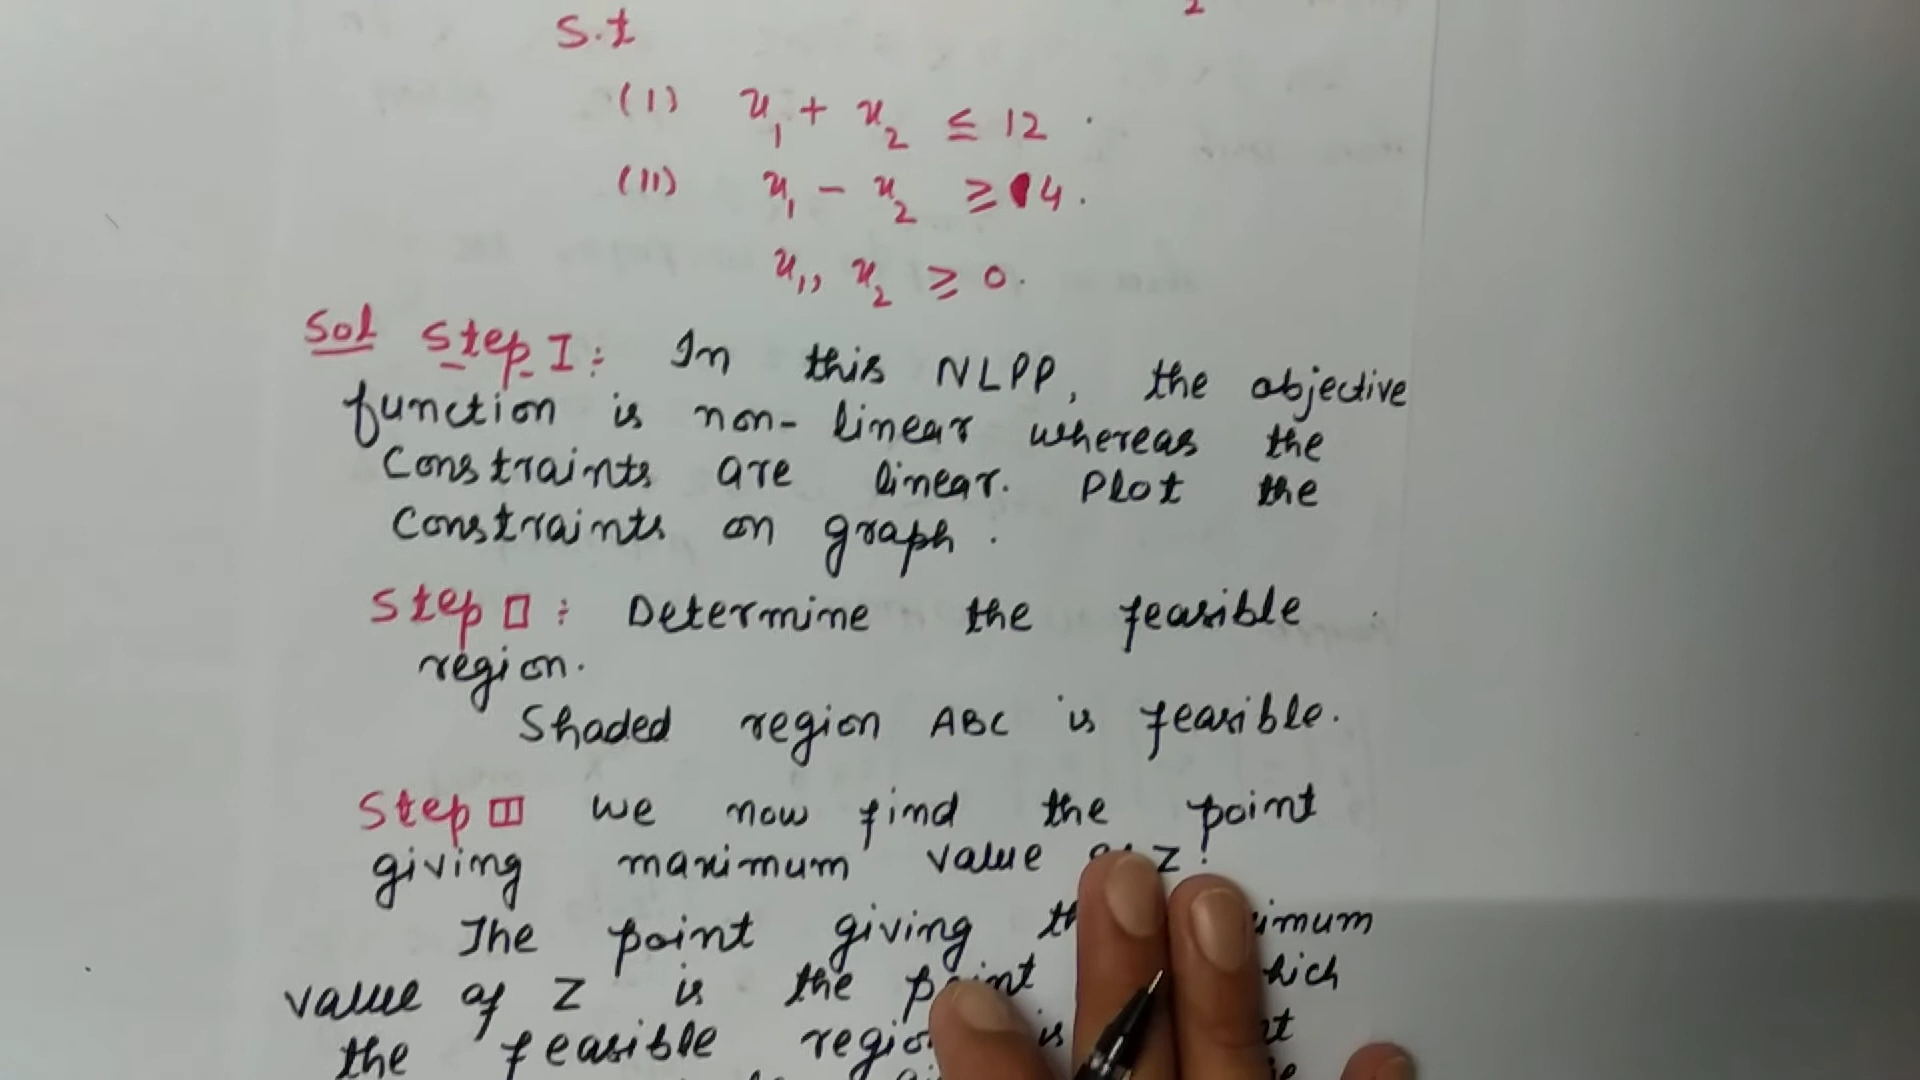 2
S.t
(I) x₁ + x₂ ≤ 12
(II) x₁ - x₂ ≥ 4.
x₁, x₂ ≥ 0.
Sol Step I: In this NLPP, the objective
function is non-linear whereas the
Constraints are linear. Plot the
Constraints on graph.
Step II: Determine the feasible
region.
Shaded region ABC is feasible.
Step III we now find the point
giving maximum value Z!
The point giving
value of Z is the point
the feasible is